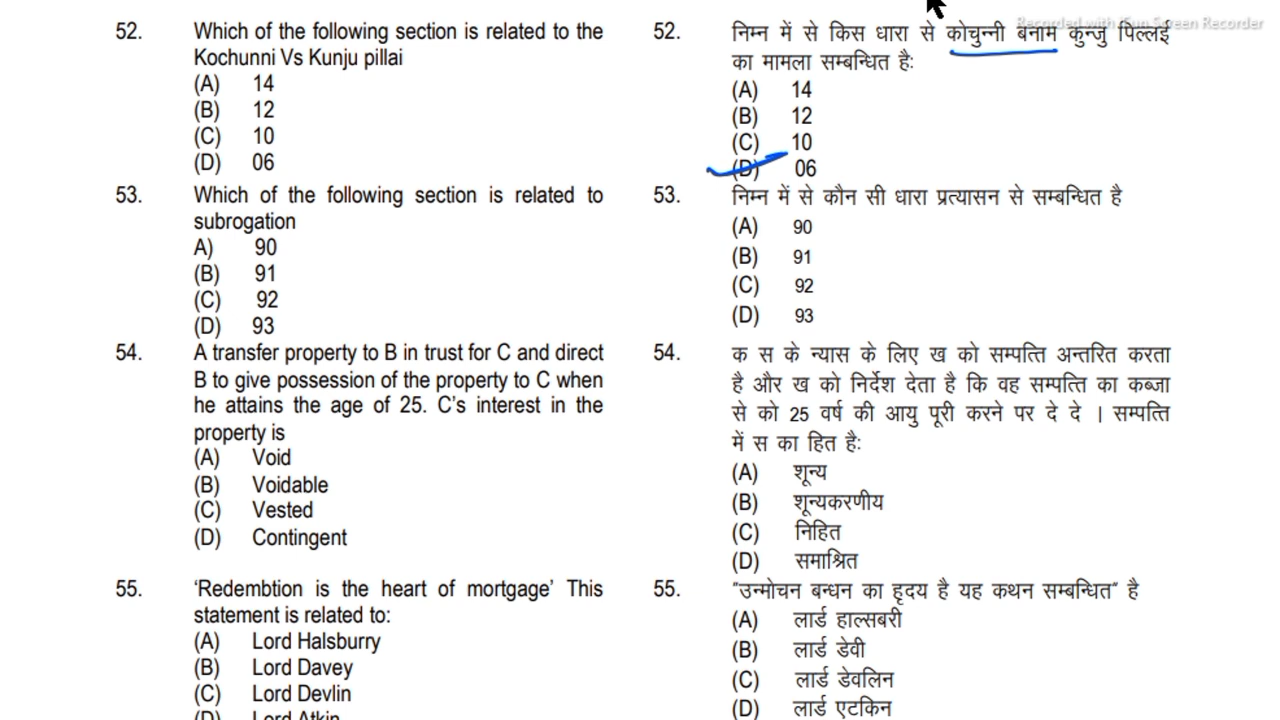 Recorded with iTun Screen Recorder
52. Which of the following section is related to the
Kochunni Vs Kunju pillai
(A) 14
(B) 12
(C) 10
(D) 06
53. Which of the following section is related to
subrogation
A) 90
(B) 91
(C) 92
(D) 93
54. A transfer property to B in trust for C and direct
B to give possession of the property to C when
he attains the age of 25. C's interest in the
property is
(A) Void
(B) Voidable
(C) Vested
(D) Contingent
55. 'Redembtion is the heart of mortgage' This
statement is related to:
(A) Lord Halsburry
(B) Lord Davey
(C) Lord Devlin
(D) Lord Atkin
52. निम्न में से किस धारा से कोचुन्नी बनाम कुन्जु पिल्लई
का मामला सम्बन्धित है:
(A) 14
(B) 12
(C) 10
(D) 06
53. निम्न में से कौन सी धारा प्रत्यासन से सम्बन्धित है
(A) 90
(B) 91
(C) 92
(D) 93
54. क स के न्यास के लिए ख को सम्पत्ति अन्तरित करता
है और ख को निर्देश देता है कि वह सम्पत्ति का कब्जा
से को 25 वर्ष की आयु पूरी करने पर दे दे । सम्पत्ति
में स का हित है:
(A) शून्य
(B) शून्यकरणीय
(C) निहित
(D) समाश्रित
55. "उन्मोचन बन्धन का हृदय है यह कथन सम्बन्धित" है
(A) लार्ड हाल्सबरी
(B) लार्ड डेवी
(C) लार्ड डेवलिन
(D) लार्ड एटकिन